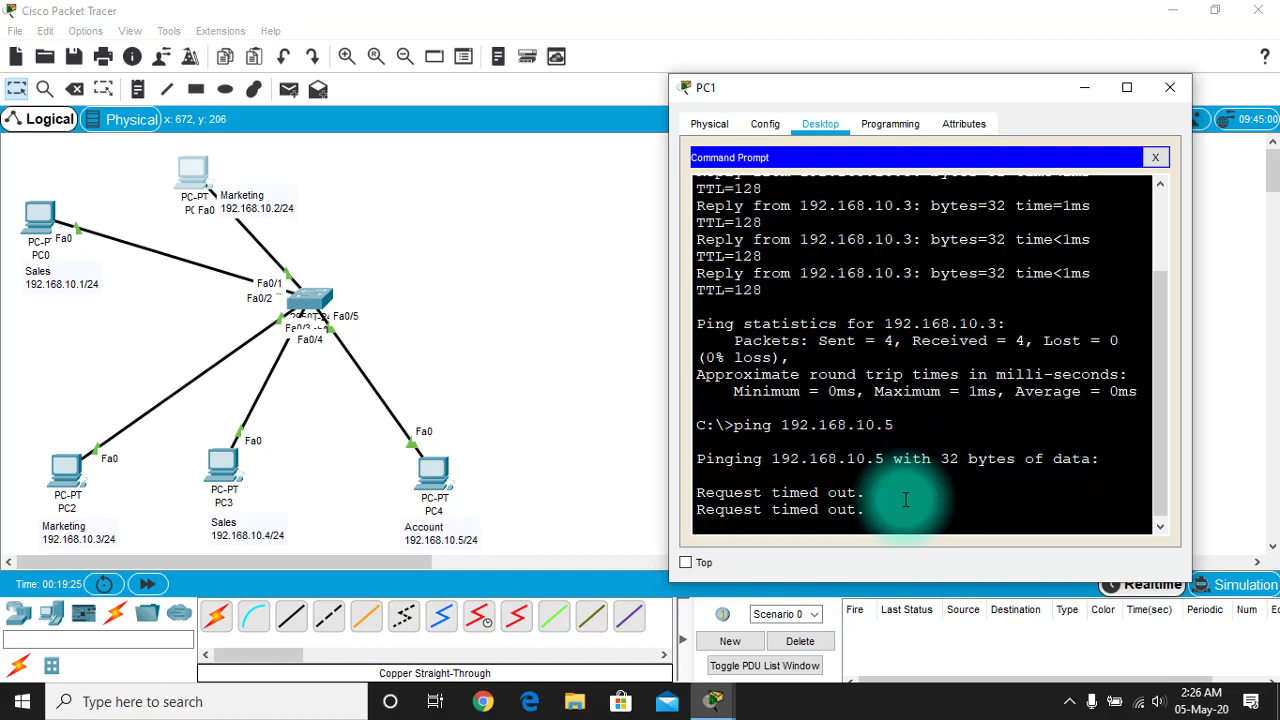 Cisco Packet Tracer
File Edit Options View Tools Extensions Help
Logical Physical x: 672, y: 206
09:45:00
PC-PT
Fa0
Marketing
192.168.10.2/24
PC-P
PC0
Fa0
Sales
192.168.10.1/24
Fa0/1
Fa0/2
Fa0/5
Fa0/3
Fa0/4
Fa0
PC-PT
PC2
Marketing
192.168.10.3/24
Fa0
PC-PT
PC3
Sales
192.168.10.4/24
Fa0
PC-PT
PC4
Account
192.168.10.5/24
PC1
Physical Config Desktop Programming Attributes
Command Prompt X
TTL=128
Reply from 192.168.10.3: bytes=32 time=1ms
TTL=128
Reply from 192.168.10.3: bytes=32 time<1ms
TTL=128
Reply from 192.168.10.3: bytes=32 time<1ms
TTL=128
Ping statistics for 192.168.10.3:
Packets: Sent = 4, Received = 4, Lost = 0
(0% loss),
Approximate round trip times in milli-seconds:
Minimum = 0ms, Maximum = 1ms, Average = 0ms
C:\>ping 192.168.10.5
Pinging 192.168.10.5 with 32 bytes of data:
Request timed out.
Request timed out.
Top
Time: 00:19:25
Realtime Simulation
Scenario 0
New Delete
Toggle PDU List Window
Fire Last Status Source Destination Type Color Time(sec) Periodic Num
Copper Straight-Through
Type here to search
2:26 AM
05-May-20